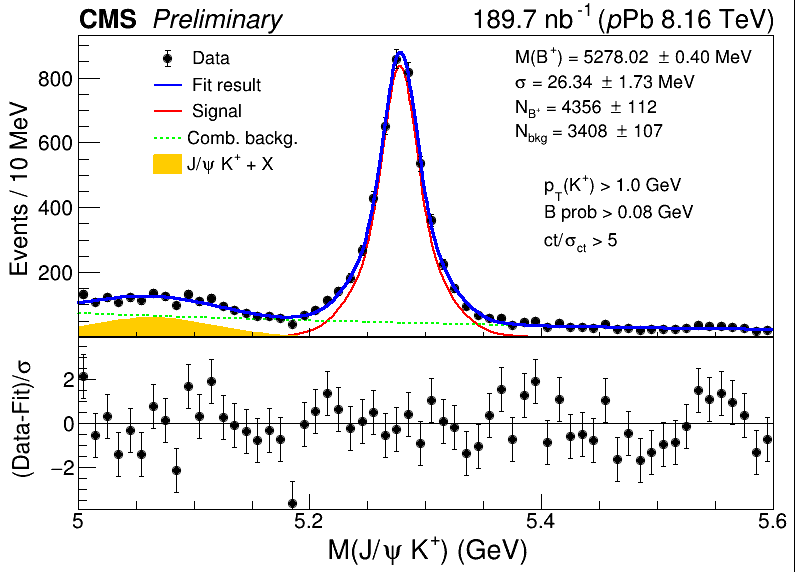 CMS Preliminary 189.7 nb⁻¹ (pPb 8.16 TeV)
Data
Fit result
Signal
Comb. backg.
J/ψ K⁺ + X
M(B⁺) = 5278.02 ± 0.40 MeV
σ = 26.34 ± 1.73 MeV
N_B⁺ = 4356 ± 112
N_bkg = 3408 ± 107
p_T(K⁺) > 1.0 GeV
B prob > 0.08 GeV
ct/σ_ct > 5
Events / 10 MeV
800
600
400
200
(Data-Fit)/σ
2
0
−2
5 5.2 5.4 5.6
M(J/ψ K⁺) (GeV)